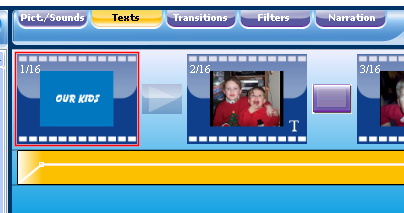 Pict./Sounds Texts Transitions Filters Narration
1/16 2/16 3/16
OUR KIDS
T